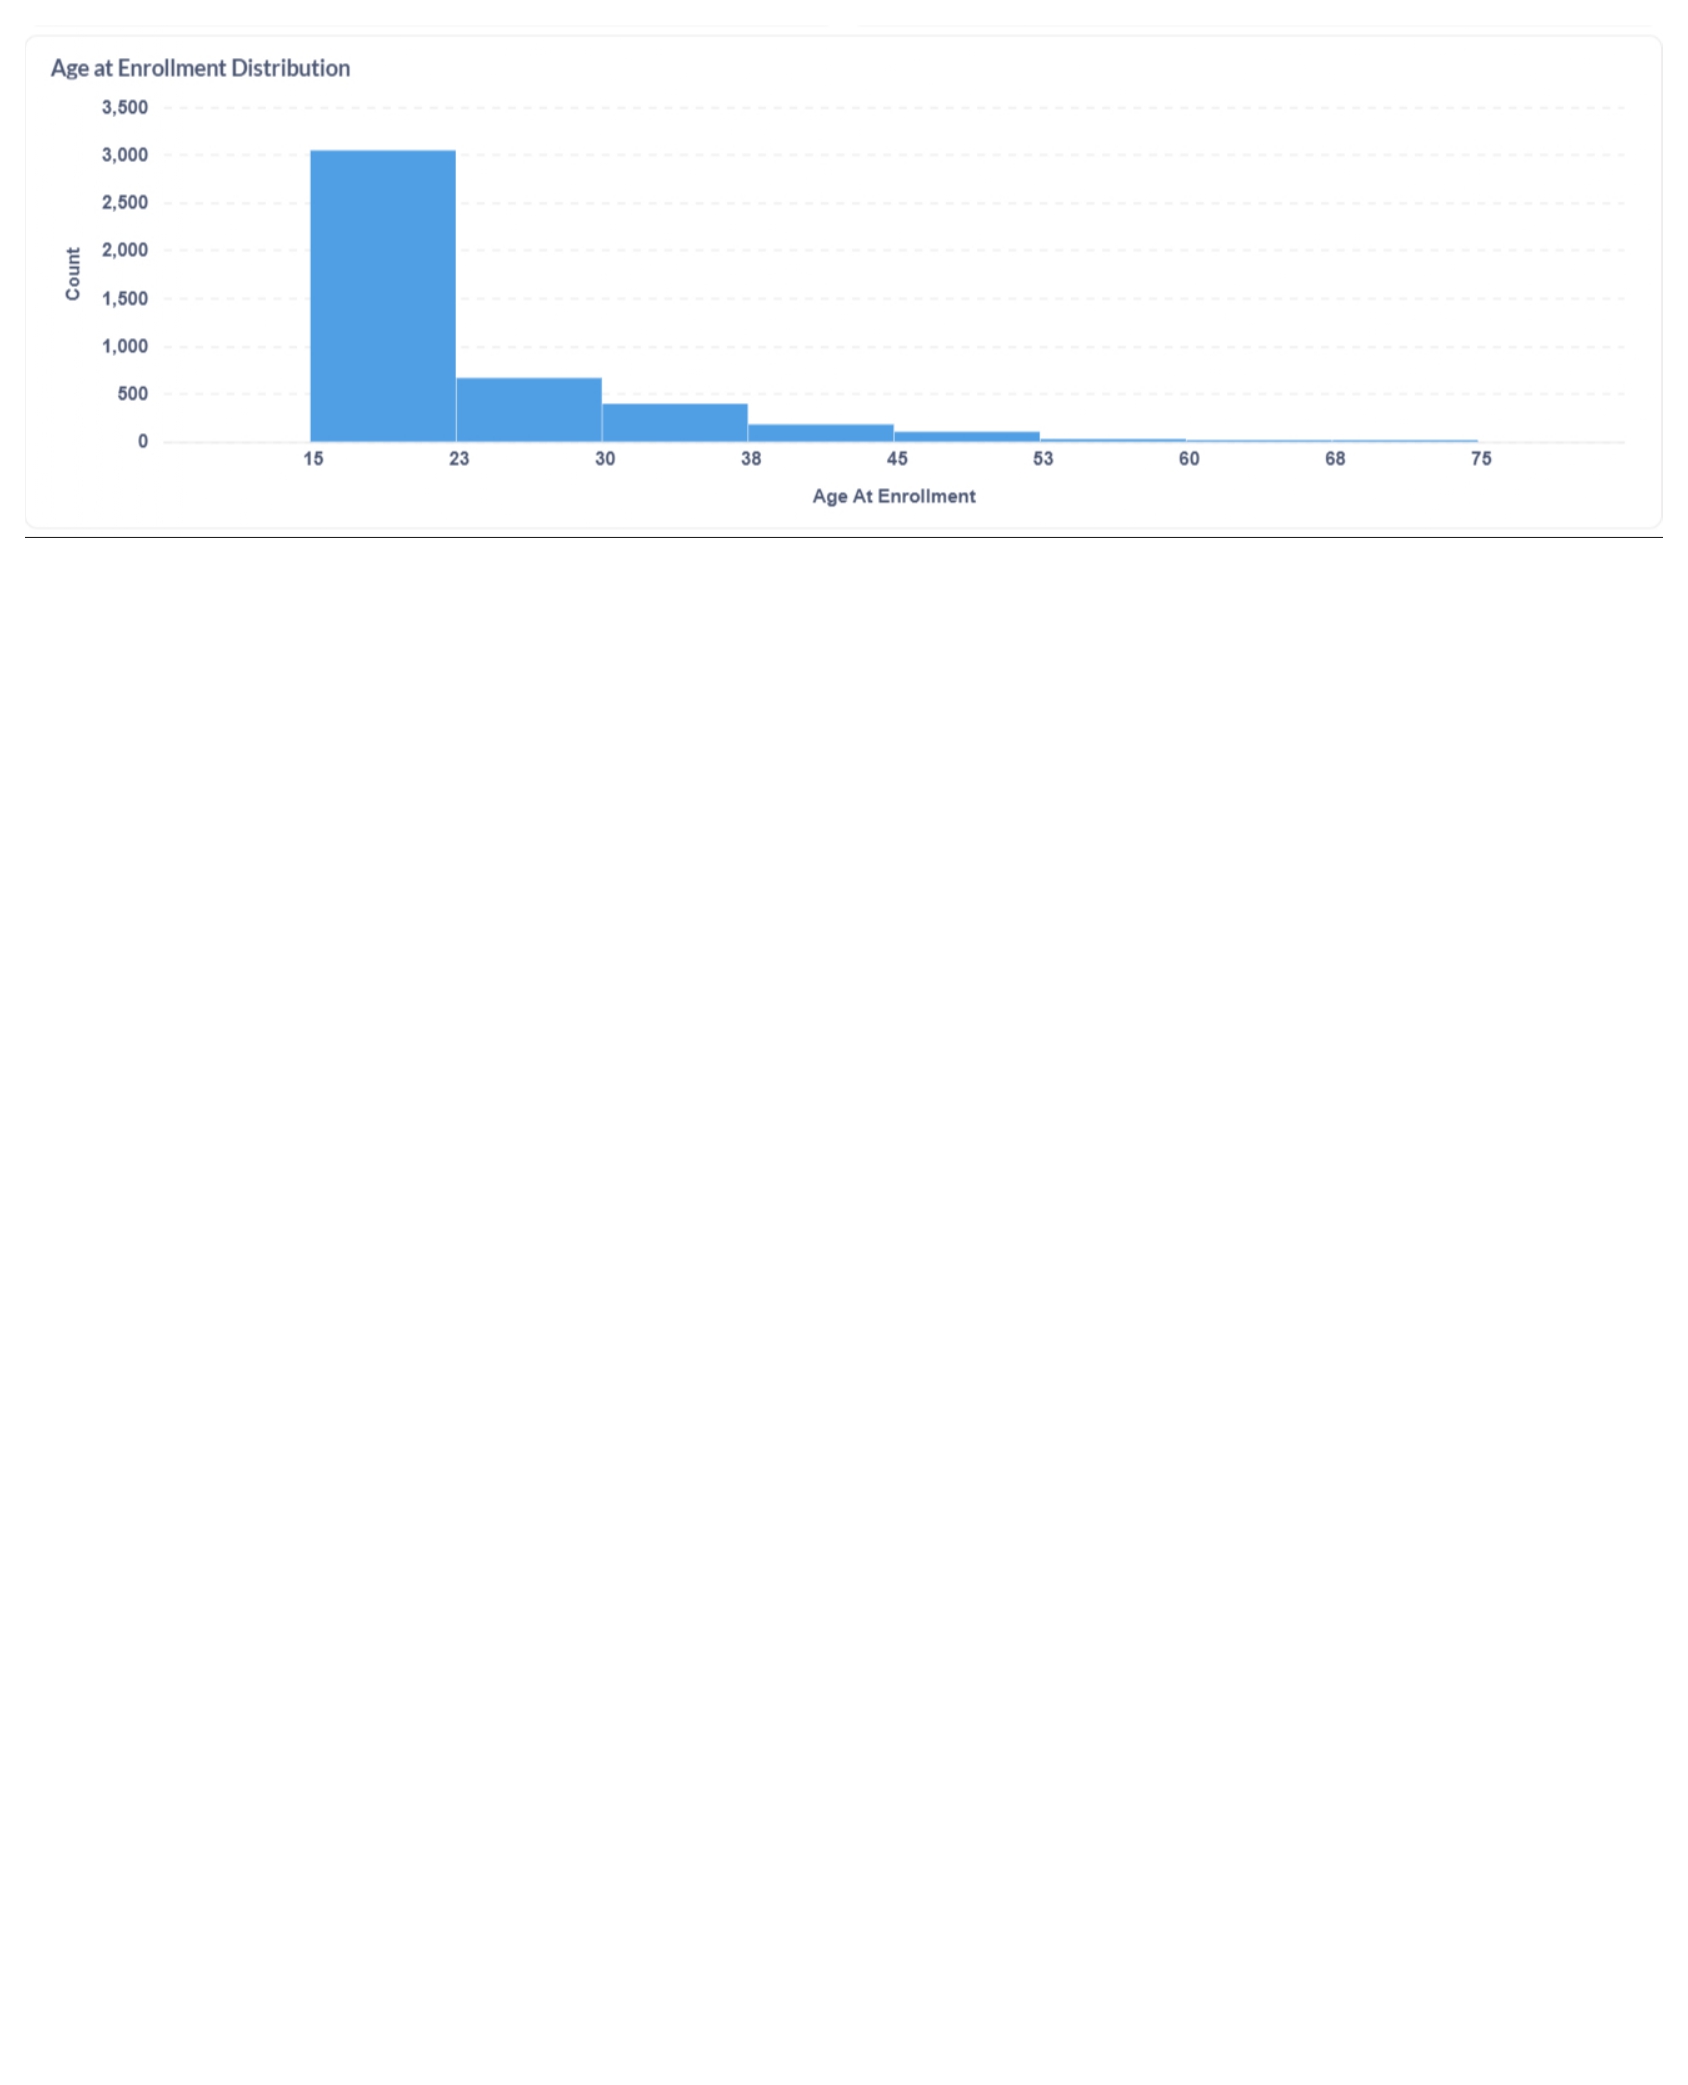 Age at Enrollment Distribution
3,500
3,000
2,500
2,000
1,500
1,000
500
0
Count
15 23 30 38 45 53 60 68 75
Age At Enrollment